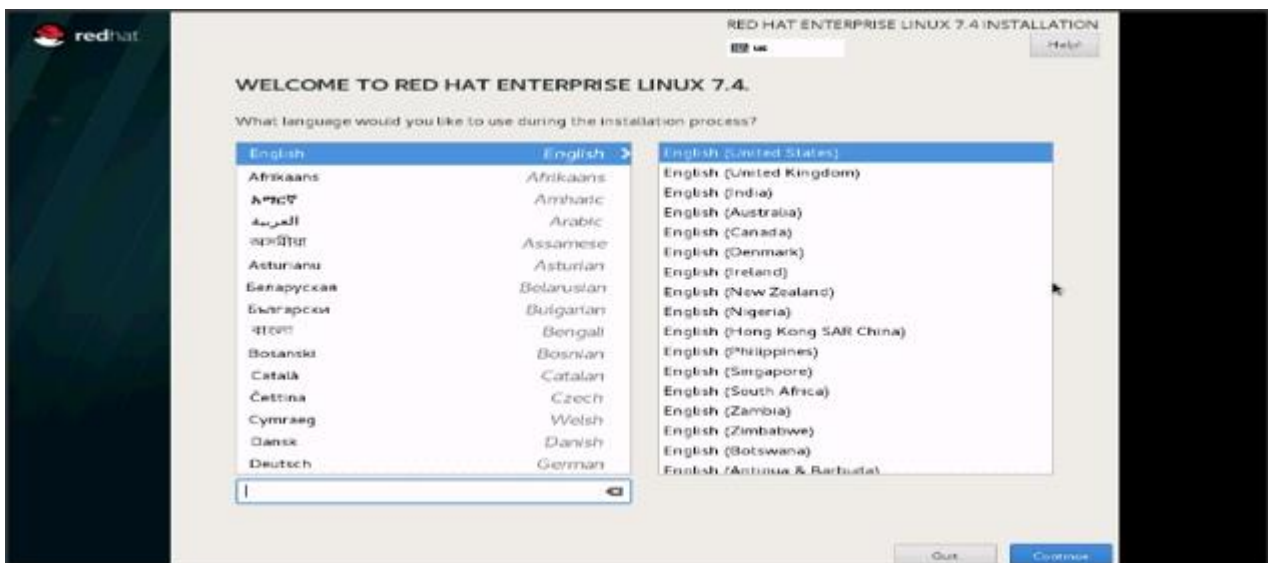 redhat
RED HAT ENTERPRISE LINUX 7.4 INSTALLATION
us
Help!
WELCOME TO RED HAT ENTERPRISE LINUX 7.4.
What language would you like to use during the installation process?
English English
Afrikaans Afrikaans
አማርኛ Amharic
العربية Arabic
অসমীয়া Assamese
Asturianu Asturian
Беларуская Belarusian
Български Bulgarian
বাংলা Bengali
Bosanski Bosnian
Català Catalan
Čeština Czech
Cymraeg Welsh
Dansk Danish
Deutsch German
English (United States)
English (United Kingdom)
English (India)
English (Australia)
English (Canada)
English (Denmark)
English (Ireland)
English (New Zealand)
English (Nigeria)
English (Hong Kong SAR China)
English (Philippines)
English (Singapore)
English (South Africa)
English (Zambia)
English (Zimbabwe)
English (Botswana)
English (Antigua & Barbuda)
Quit
Continue